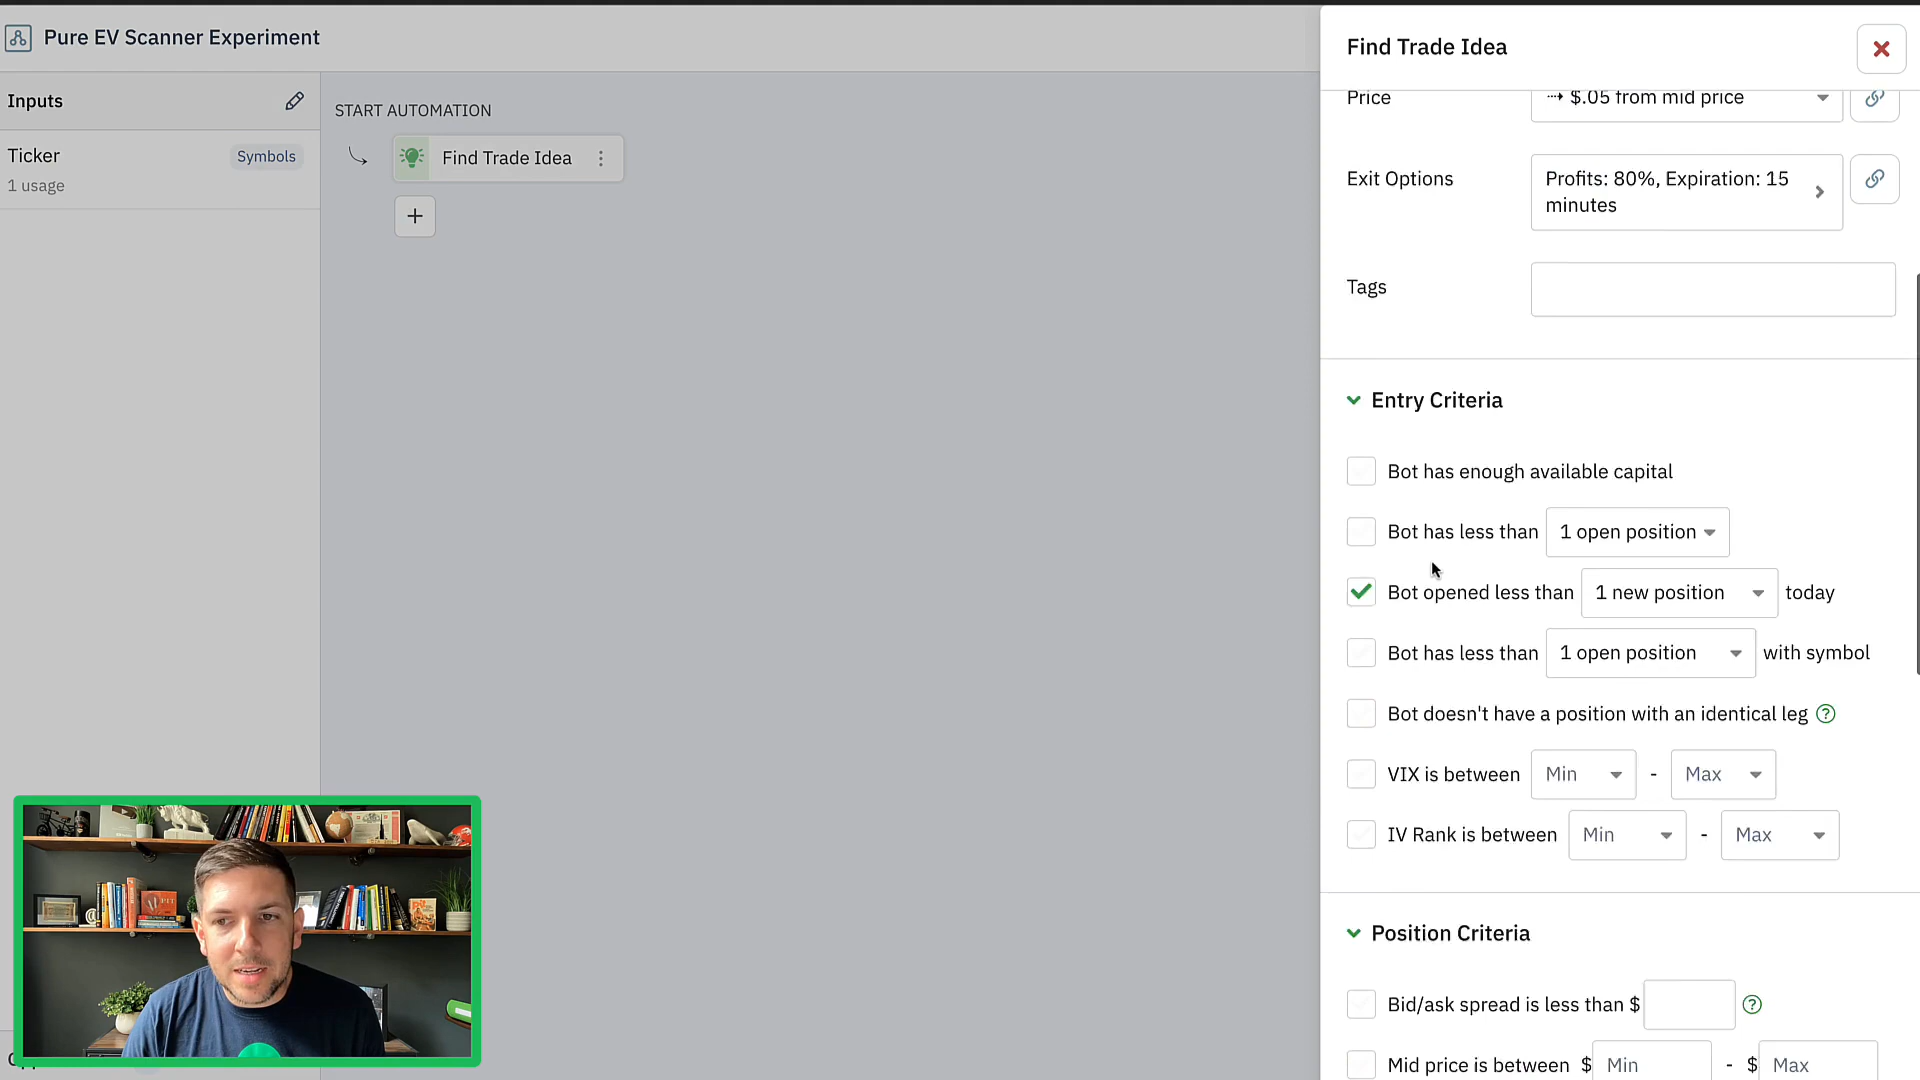 Pure EV Scanner Experiment
Inputs
Ticker
Symbols
1 usage
START AUTOMATION
Find Trade Idea
Find Trade Idea
Price
$.05 from mid price
Exit Options
Profits: 80%, Expiration: 15
minutes
Tags
Entry Criteria
Bot has enough available capital
Bot has less than 1 open position
Bot opened less than 1 new position today
Bot has less than 1 open position with symbol
Bot doesn't have a position with an identical leg
VIX is between Min - Max
IV Rank is between Min - Max
Position Criteria
Bid/ask spread is less than $
Mid price is between $ Min - $ Max